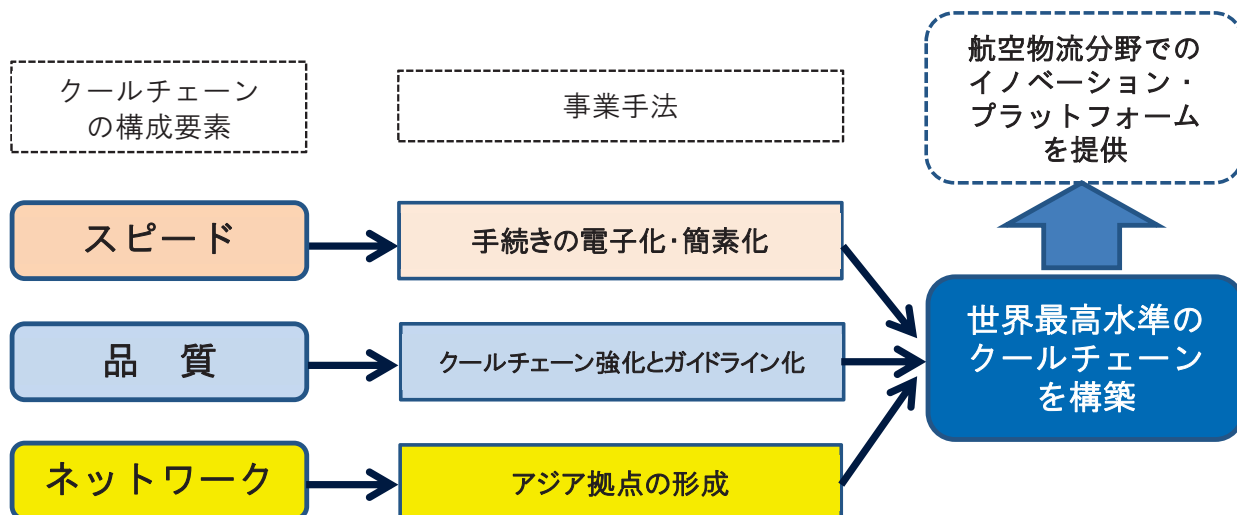 クールチェーン
の構成要素
事業手法
航空物流分野での
イノベーション・
プラットフォーム
を提供
スピード
手続きの電子化・簡素化
品　質
クールチェーン強化とガイドライン化
ネットワーク
アジア拠点の形成
世界最高水準の
クールチェーン
を構築